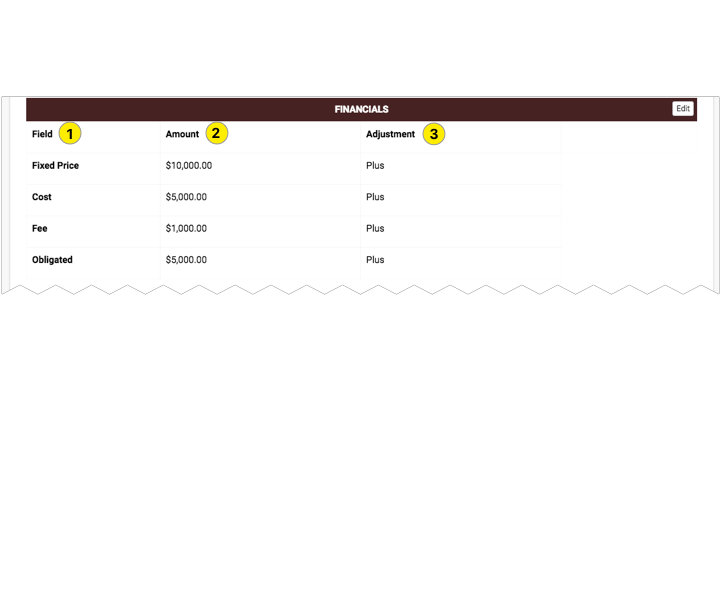 FINANCIALS Edit
Field 1 Amount 2 Adjustment 3
Fixed Price $10,000.00 Plus
Cost $5,000.00 Plus
Fee $1,000.00 Plus
Obligated $5,000.00 Plus